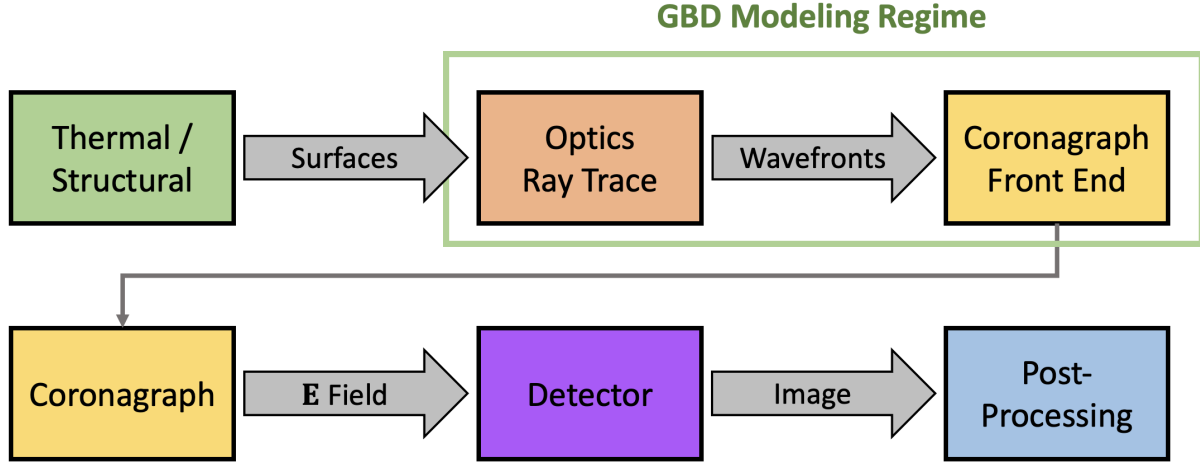 GBD Modeling Regime
Thermal /
Structural
Surfaces
Optics
Ray Trace
Wavefronts
Coronagraph
Front End
Coronagraph
E Field
Detector
Image
Post-
Processing